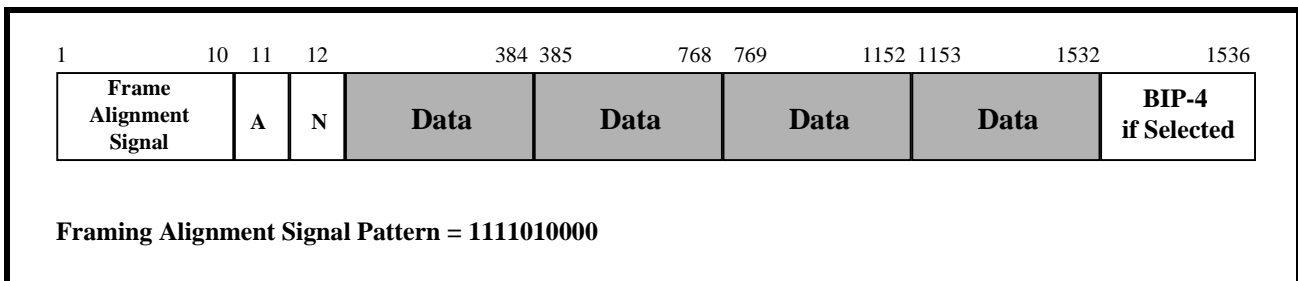 1 10 11 12 384 385 768 769 1152 1153 1532 1536
Frame
Alignment
Signal
A
N
Data
Data
Data
Data
BIP-4
if Selected
Framing Alignment Signal Pattern = 1111010000